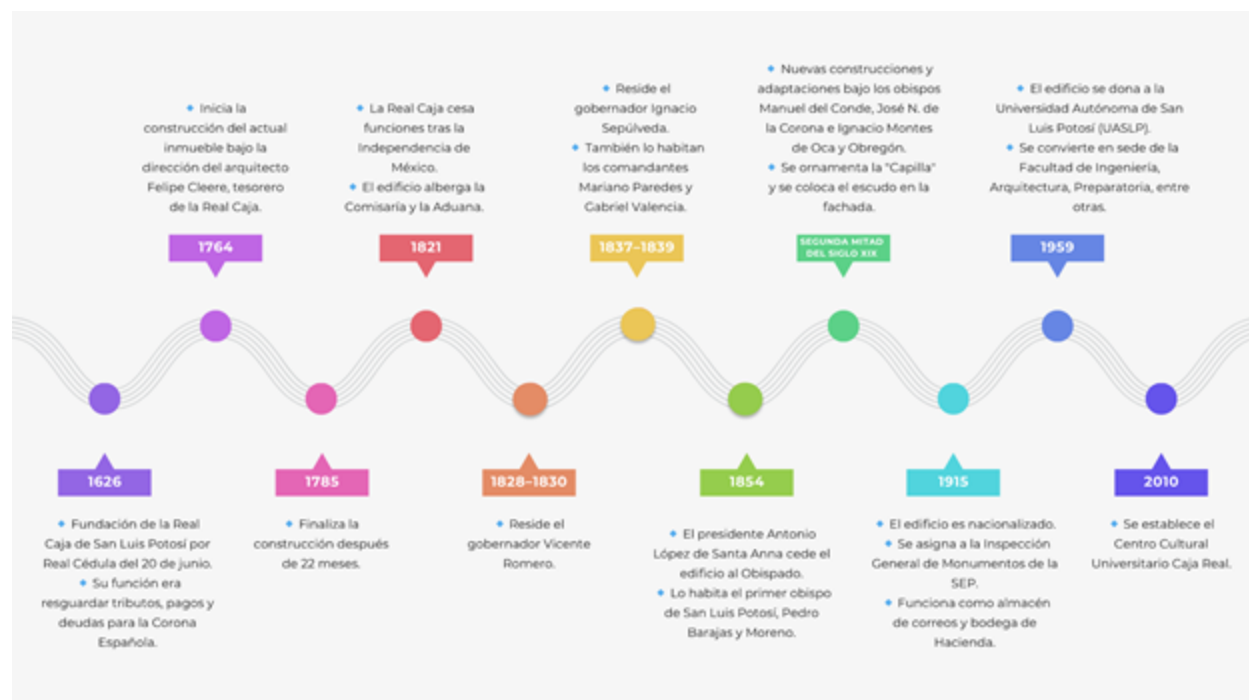 ◆ Inicia la
construcción del actual
inmueble bajo la
dirección del arquitecto
Felipe Cleere, tesorero
de la Real Caja.
1764
◆ La Real Caja cesa
funciones tras la
Independencia de
México.
◆ El edificio alberga la
Comisaría y la Aduana.
1821
◆ Reside el
gobernador Ignacio
Sepúlveda.
◆ También lo habitan
los comandantes
Mariano Paredes y
Gabriel Valencia.
1837–1839
◆ Nuevas construcciones y
adaptaciones bajo los obispos
Manuel del Conde, José N. de
la Corona e Ignacio Montes
de Oca y Obregón.
◆ Se ornamenta la "Capilla"
y se coloca el escudo en la
fachada.
SEGUNDA MITAD
DEL SIGLO XIX
◆ El edificio se dona a la
Universidad Autónoma de San
Luis Potosí (UASLP).
◆ Se convierte en sede de la
Facultad de Ingeniería,
Arquitectura, Preparatoria, entre
otras.
1959
1626
◆ Fundación de la Real
Caja de San Luis Potosí por
Real Cédula del 20 de junio.
◆ Su función era
resguardar tributos, pagos y
deudas para la Corona
Española.
1785
◆ Finaliza la
construcción después
de 22 meses.
1828–1830
◆ Reside el
gobernador Vicente
Romero.
1854
◆ El presidente Antonio
López de Santa Anna cede el
edificio al Obispado.
◆ Lo habita el primer obispo
de San Luis Potosí, Pedro
Barajas y Moreno.
1915
◆ El edificio es nacionalizado.
◆ Se asigna a la Inspección
General de Monumentos de la
SEP.
◆ Funciona como almacén
de correos y bodega de
Hacienda.
2010
◆ Se establece el
Centro Cultural
Universitario Caja Real.